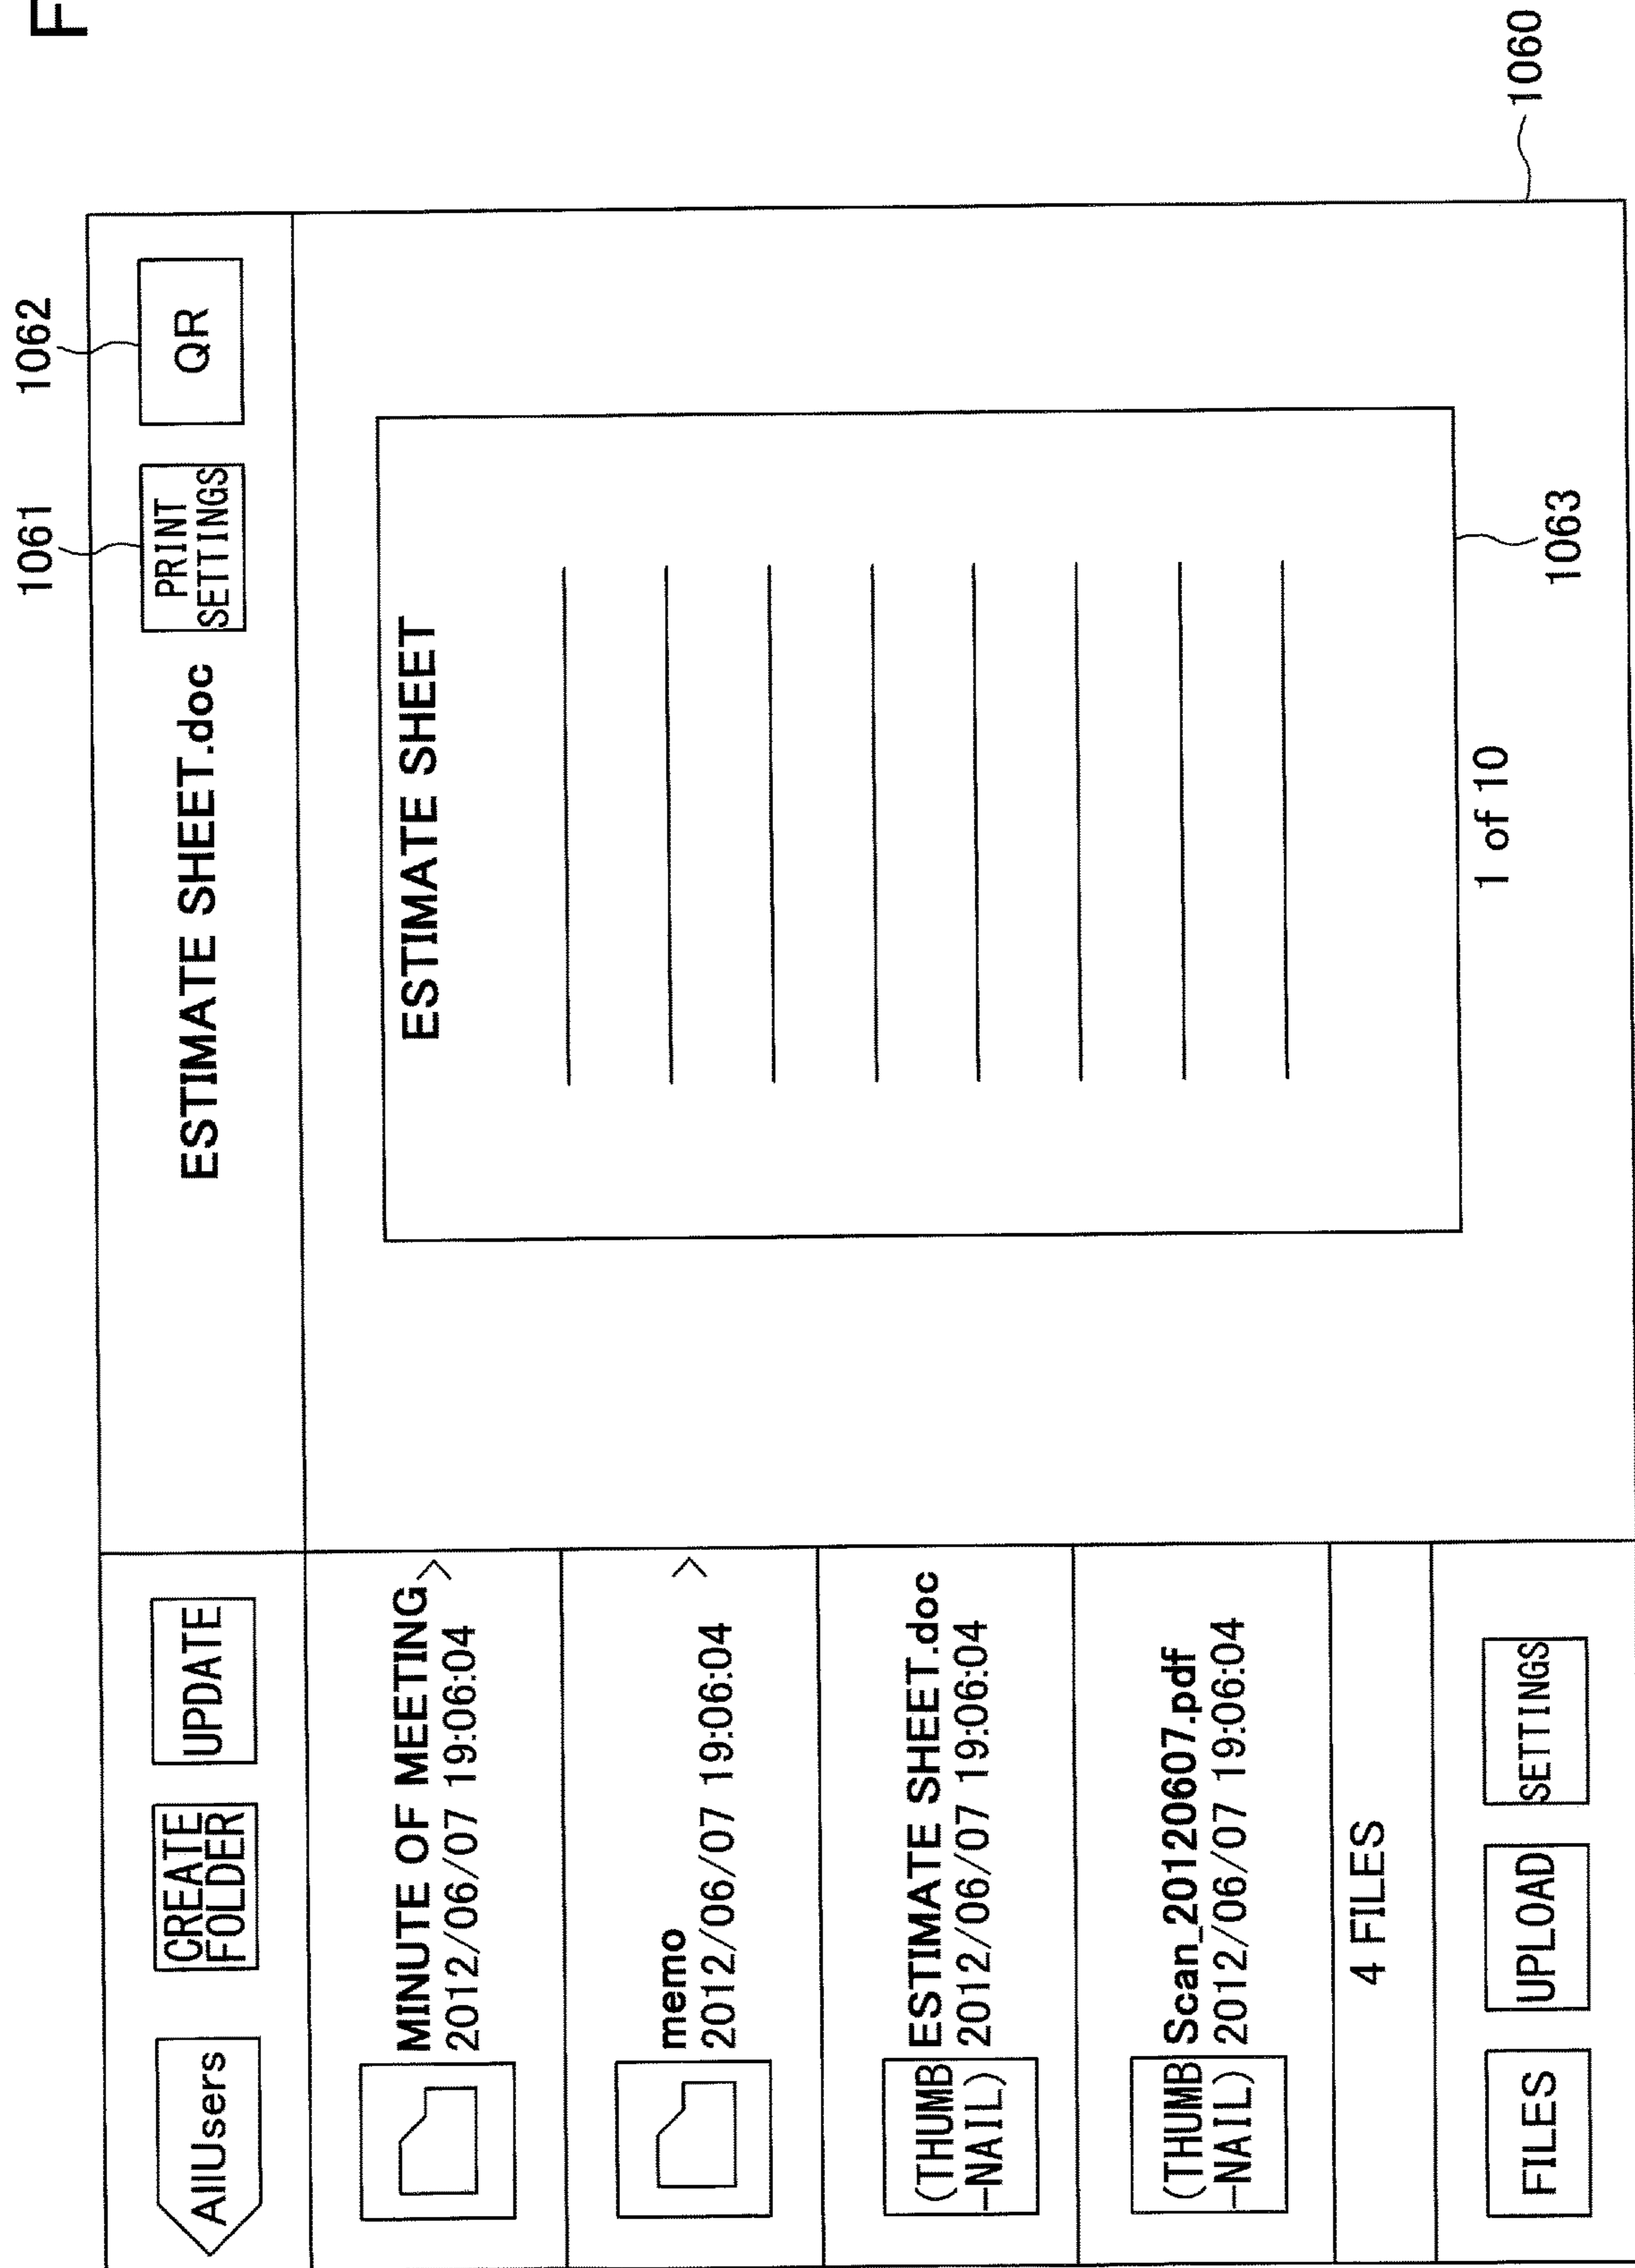 F
1061
1062
AllUsers
CREATE
FOLDER
UPDATE
ESTIMATE SHEET.doc
PRINT
SETTINGS
QR
MINUTE OF MEETING >
2012/06/07 19:06:04
memo
2012/06/07 19:06:04 >
(THUMB
-NAIL)
ESTIMATE SHEET.doc
2012/06/07 19:06:04
(THUMB
-NAIL)
Scan_20120607.pdf
2012/06/07 19:06:04
4 FILES
FILES
UPLOAD
SETTINGS
ESTIMATE SHEET
1 of 10
1063
1060